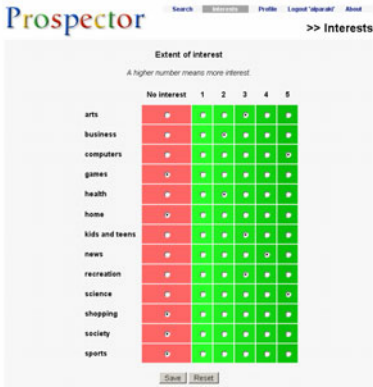 Prospector
Search Interests Profile Logout 'alparaki' About
>> Interests
Extent of interest
A higher number means more interest.
No interest 1 2 3 4 5
arts
business
computers
games
health
home
kids and teens
news
recreation
science
shopping
society
sports
Save Reset